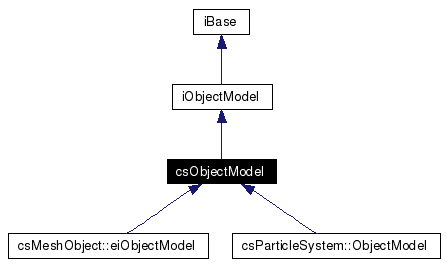 iBase
iObjectModel
csObjectModel
csMeshObject::eiObjectModel
csParticleSystem::ObjectModel